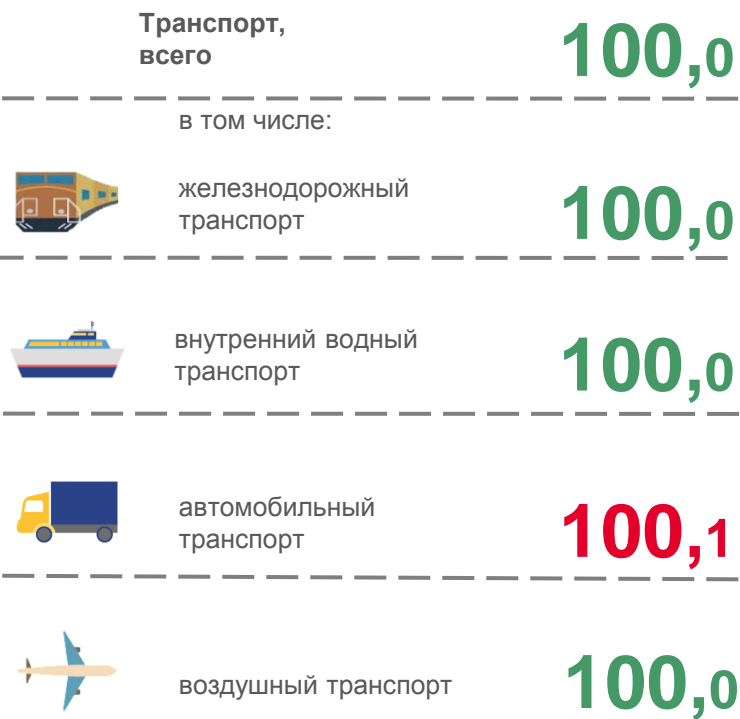 Транспорт,
всего
100,0
в том числе:
железнодорожный
транспорт
100,0
внутренний водный
транспорт
100,0
автомобильный
транспорт
100,1
воздушный транспорт
100,0